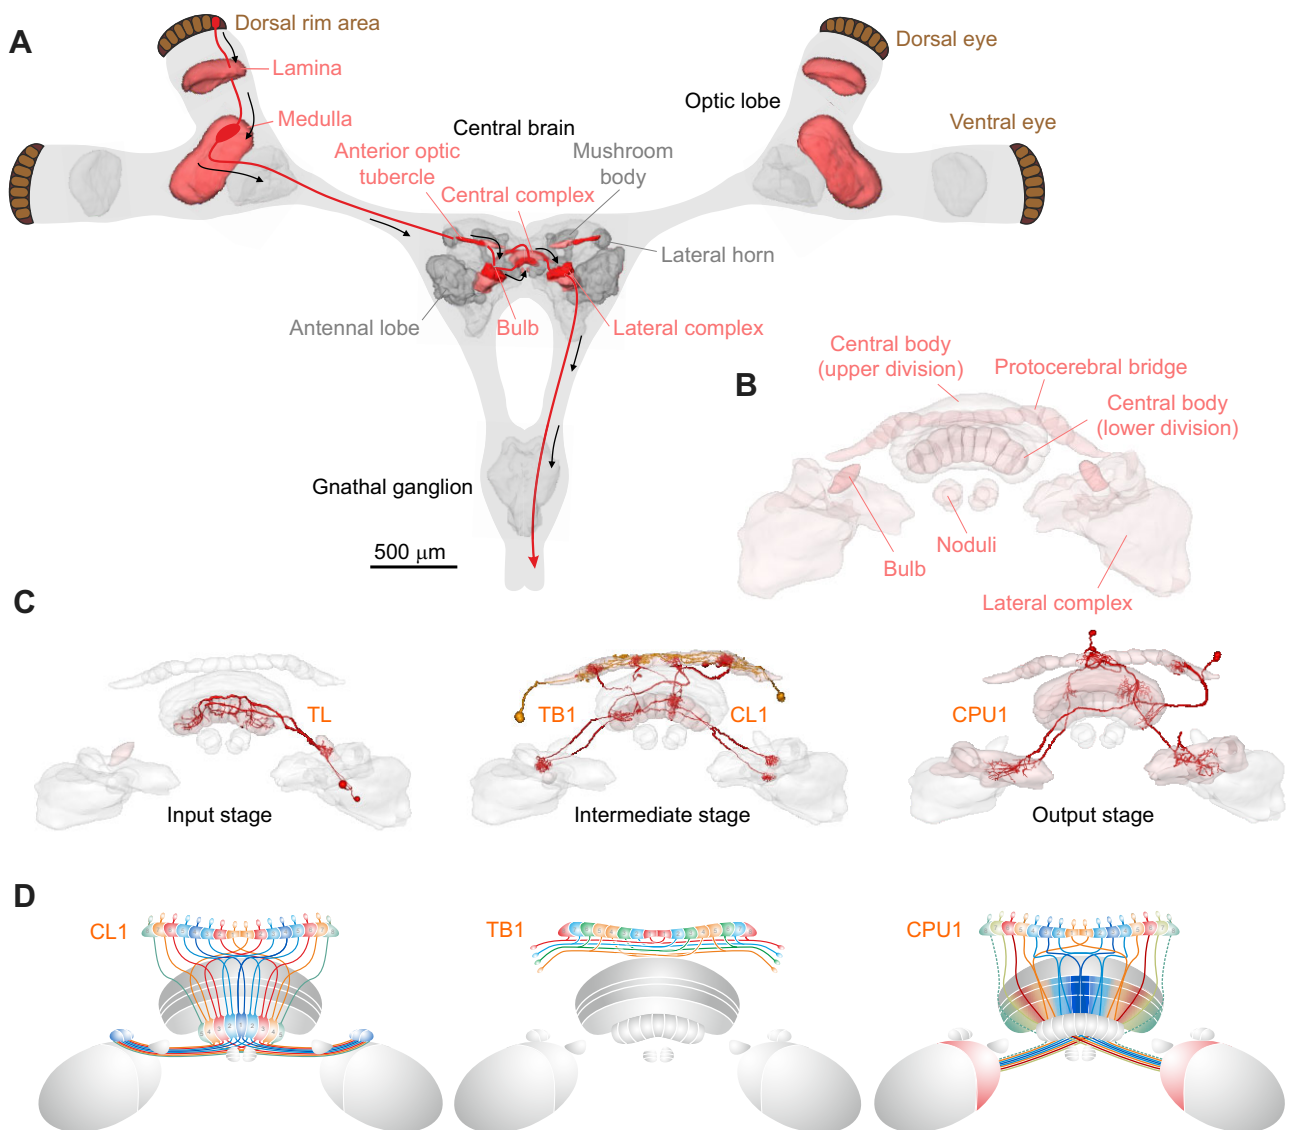 A
Dorsal rim area
Dorsal eye
Lamina
Optic lobe
Medulla
Central brain
Ventral eye
Anterior optic
tubercle
Mushroom
body
Central complex
Lateral horn
Antennal lobe
Bulb
Lateral complex
Gnathal ganglion
500 μm
B
Central body
(upper division)
Protocerebral bridge
Central body
(lower division)
Noduli
Bulb
Lateral complex
C
TL
Input stage
TB1
CL1
Intermediate stage
CPU1
Output stage
D
CL1
TB1
CPU1